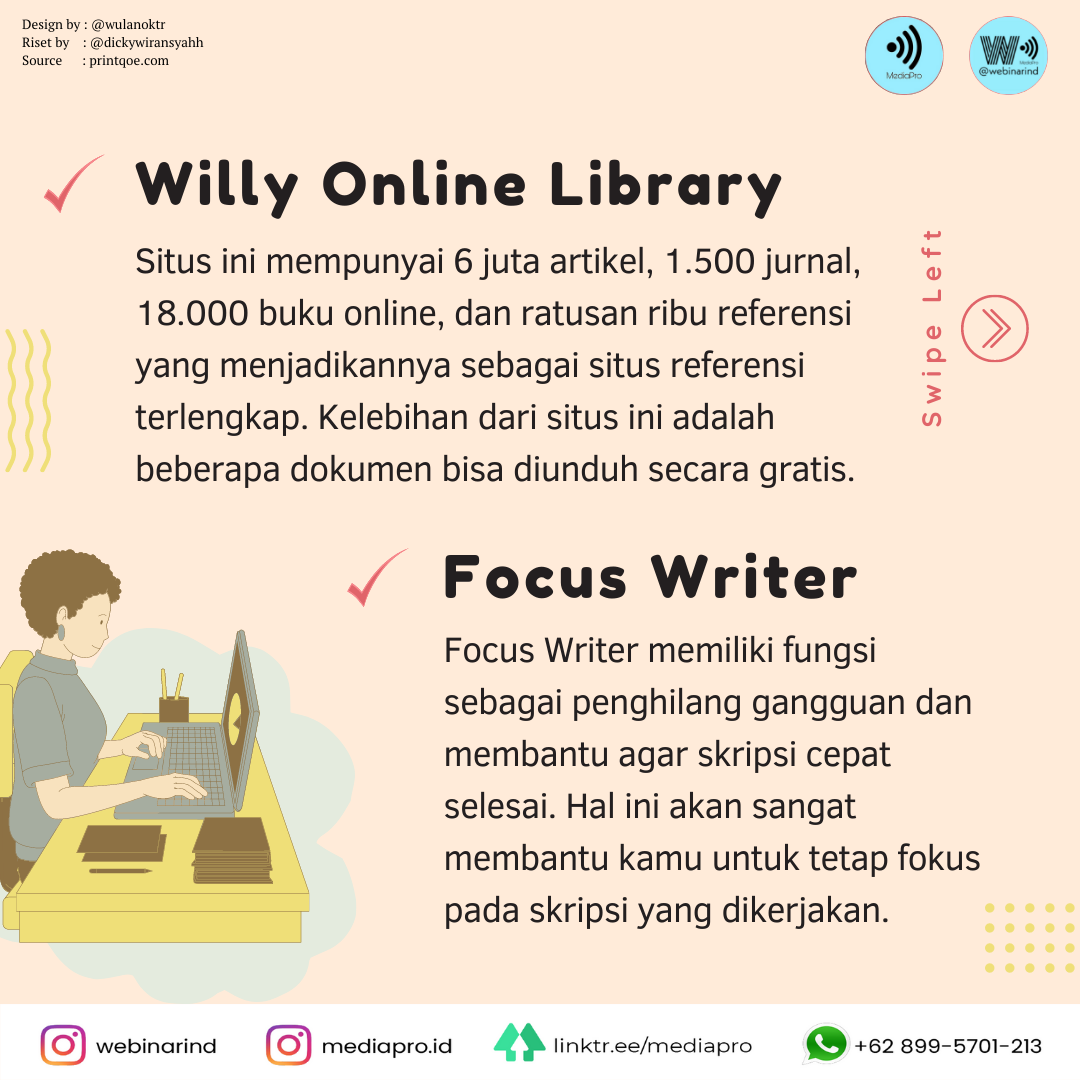 Design by : @wulanoktr
Riset by : @dickywiransyahh
Source : printqoe.com
MediaPro
W
MediaPro
@webinarind
Willy Online Library
Situs ini mempunyai 6 juta artikel, 1.500 jurnal,
18.000 buku online, dan ratusan ribu referensi
yang menjadikannya sebagai situs referensi
terlengkap. Kelebihan dari situs ini adalah
beberapa dokumen bisa diunduh secara gratis.
Swipe Left
Focus Writer
Focus Writer memiliki fungsi
sebagai penghilang gangguan dan
membantu agar skripsi cepat
selesai. Hal ini akan sangat
membantu kamu untuk tetap fokus
pada skripsi yang dikerjakan.
webinarind
mediapro.id
linktr.ee/mediapro
+62 899-5701-213